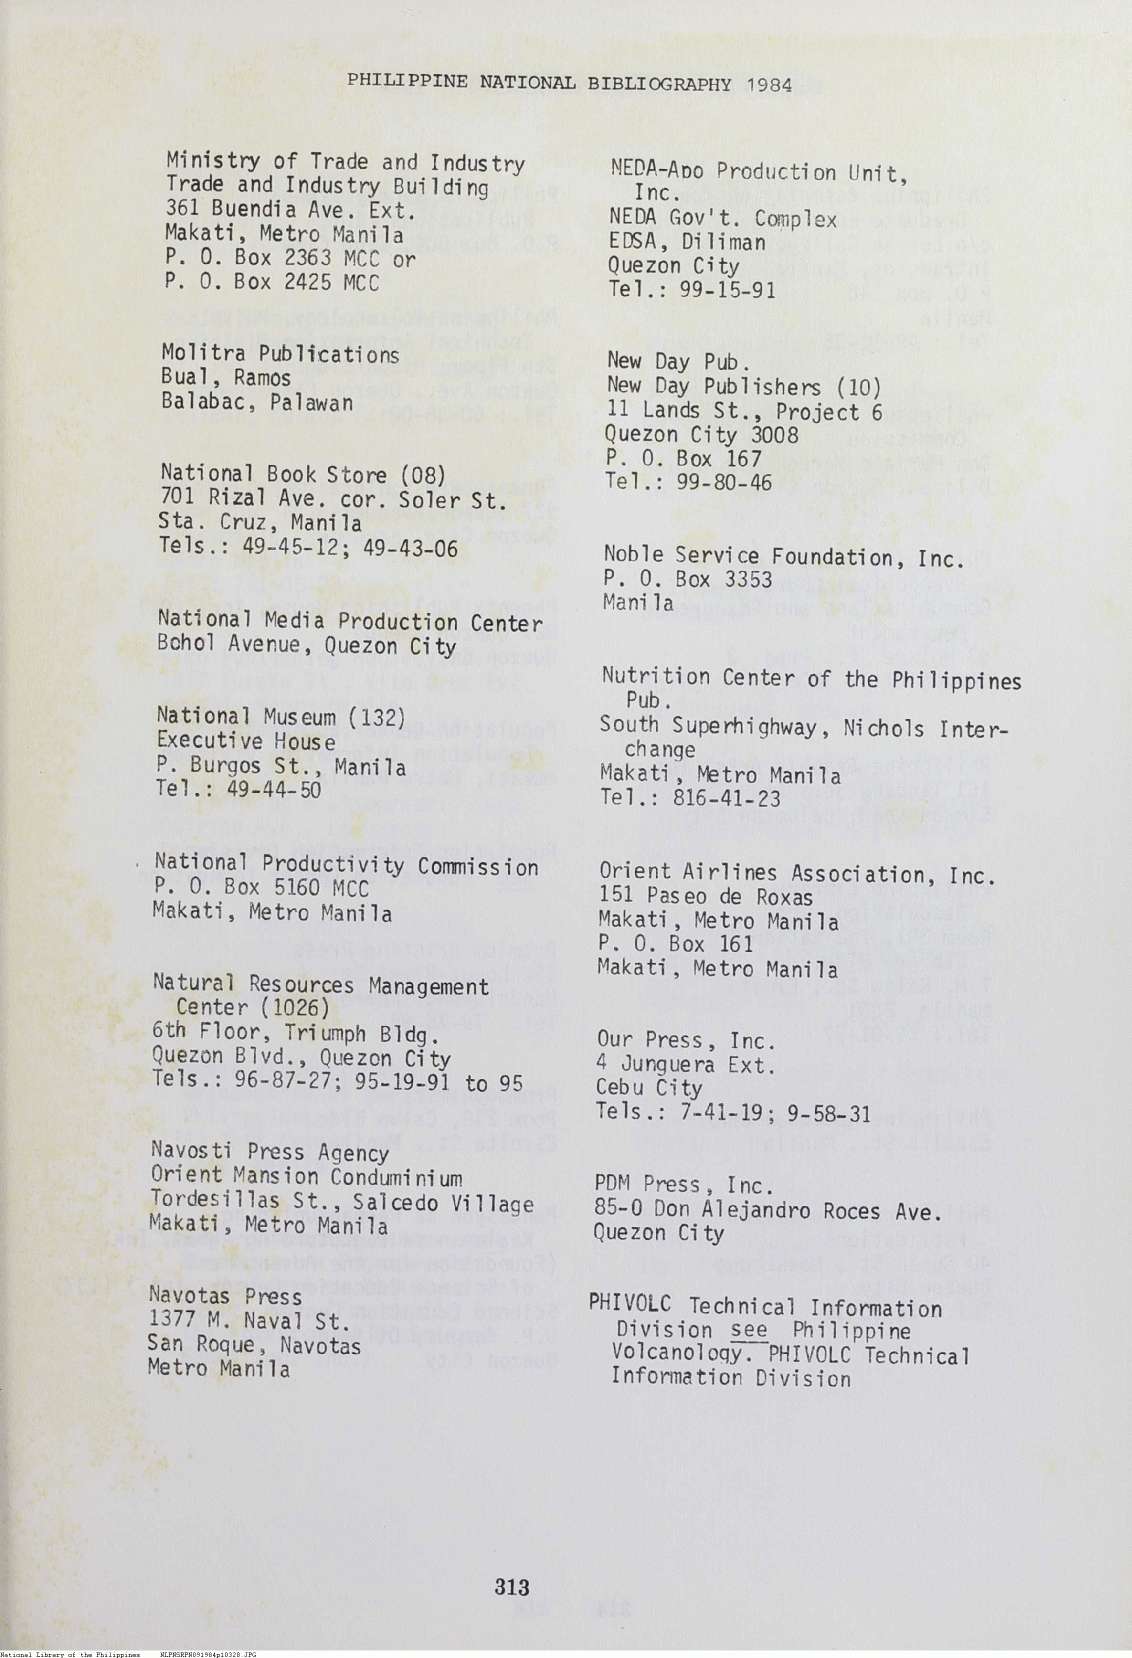 PHILIPPINE NATIONAL BIBLIOGRAPHY 1984
Ministry of Trade and Industry
Trade and Industry Building
361 Buendia Ave. Ext.
Makati, Metro Manila
P. O. Box 2363 MCC or
P. O. Box 2425 MCC
Molitra Publications
Bual, Ramos
Balabac, Palawan
National Book Store (08)
701 Rizal Ave. cor. Soler St.
Sta. Cruz, Manila
Tels.: 49-45-12; 49-43-06
National Media Production Center
Bohol Avenue, Quezon City
National Museum (132)
Executive House
P. Burgos St., Manila
Tel.: 49-44-50
National Productivity Commission
P. O. Box 5160 MCC
Makati, Metro Manila
Natural Resources Management
Center (1026)
6th Floor, Triumph Bldg.
Quezon Blvd., Quezon City
Tels.: 96-87-27; 95-19-91 to 95
Navosti Press Agency
Orient Mansion Conduminium
Tordesillas St., Salcedo Village
Makati, Metro Manila
Navotas Press
1377 M. Naval St.
San Roque, Navotas
Metro Manila
NEDA-Apo Production Unit,
Inc.
NEDA Gov't. Complex
EDSA, Diliman
Quezon City
Tel.: 99-15-91
New Day Pub.
New Day Publishers (10)
11 Lands St., Project 6
Quezon City 3008
P. O. Box 167
Tel.: 99-80-46
Noble Service Foundation, Inc.
P. O. Box 3353
Manila
Nutrition Center of the Philippines
Pub.
South Superhighway, Nichols Inter-
change
Makati, Metro Manila
Tel.: 816-41-23
Orient Airlines Association, Inc.
151 Paseo de Roxas
Makati, Metro Manila
P. O. Box 161
Makati, Metro Manila
Our Press, Inc.
4 Junguera Ext.
Cebu City
Tels.: 7-41-19; 9-58-31
PDM Press, Inc.
85-O Don Alejandro Roces Ave.
Quezon City
PHIVOLC Technical Information
Division see Philippine
Volcanology. PHIVOLC Technical
Information Division
313
National Library of the Philippines NLPNSRPN091984p10328.JPG